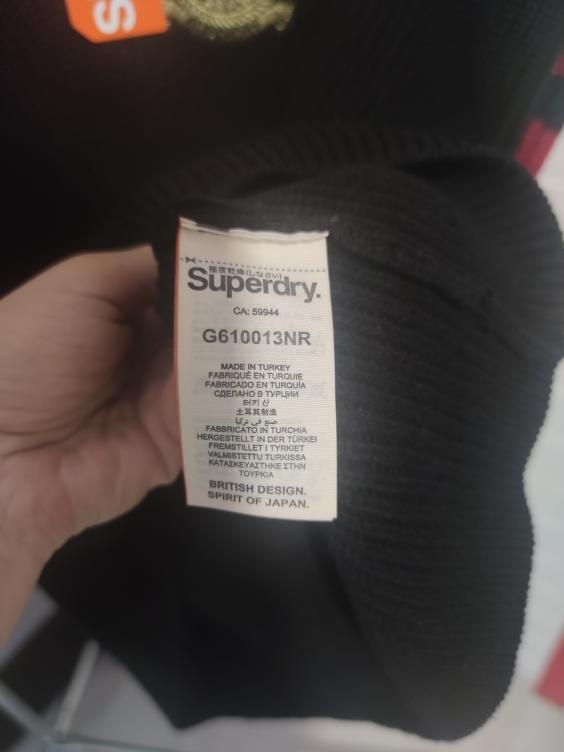 S
極度乾燥(しなさい)
Superdry.
CA: 59944
G610013NR
MADE IN TURKEY
FABRIQUÉ EN TURQUIE
FABRICADO EN TURQUÍA
СДЕЛАНО В ТУРЦИИ
터키 산
土耳其制造
صنع في تركيا
FABBRICATO IN TURCHIA
HERGESTELLT IN DER TÜRKEI
FREMSTILLET I TYRKIET
VALMISTETTU TURKISSA
ΚΑΤΑΣΚΕΥΑΣΤΗΚΕ ΣΤΗΝ
ΤΟΥΡΚΙΑ
BRITISH DESIGN.
SPIRIT OF JAPAN.